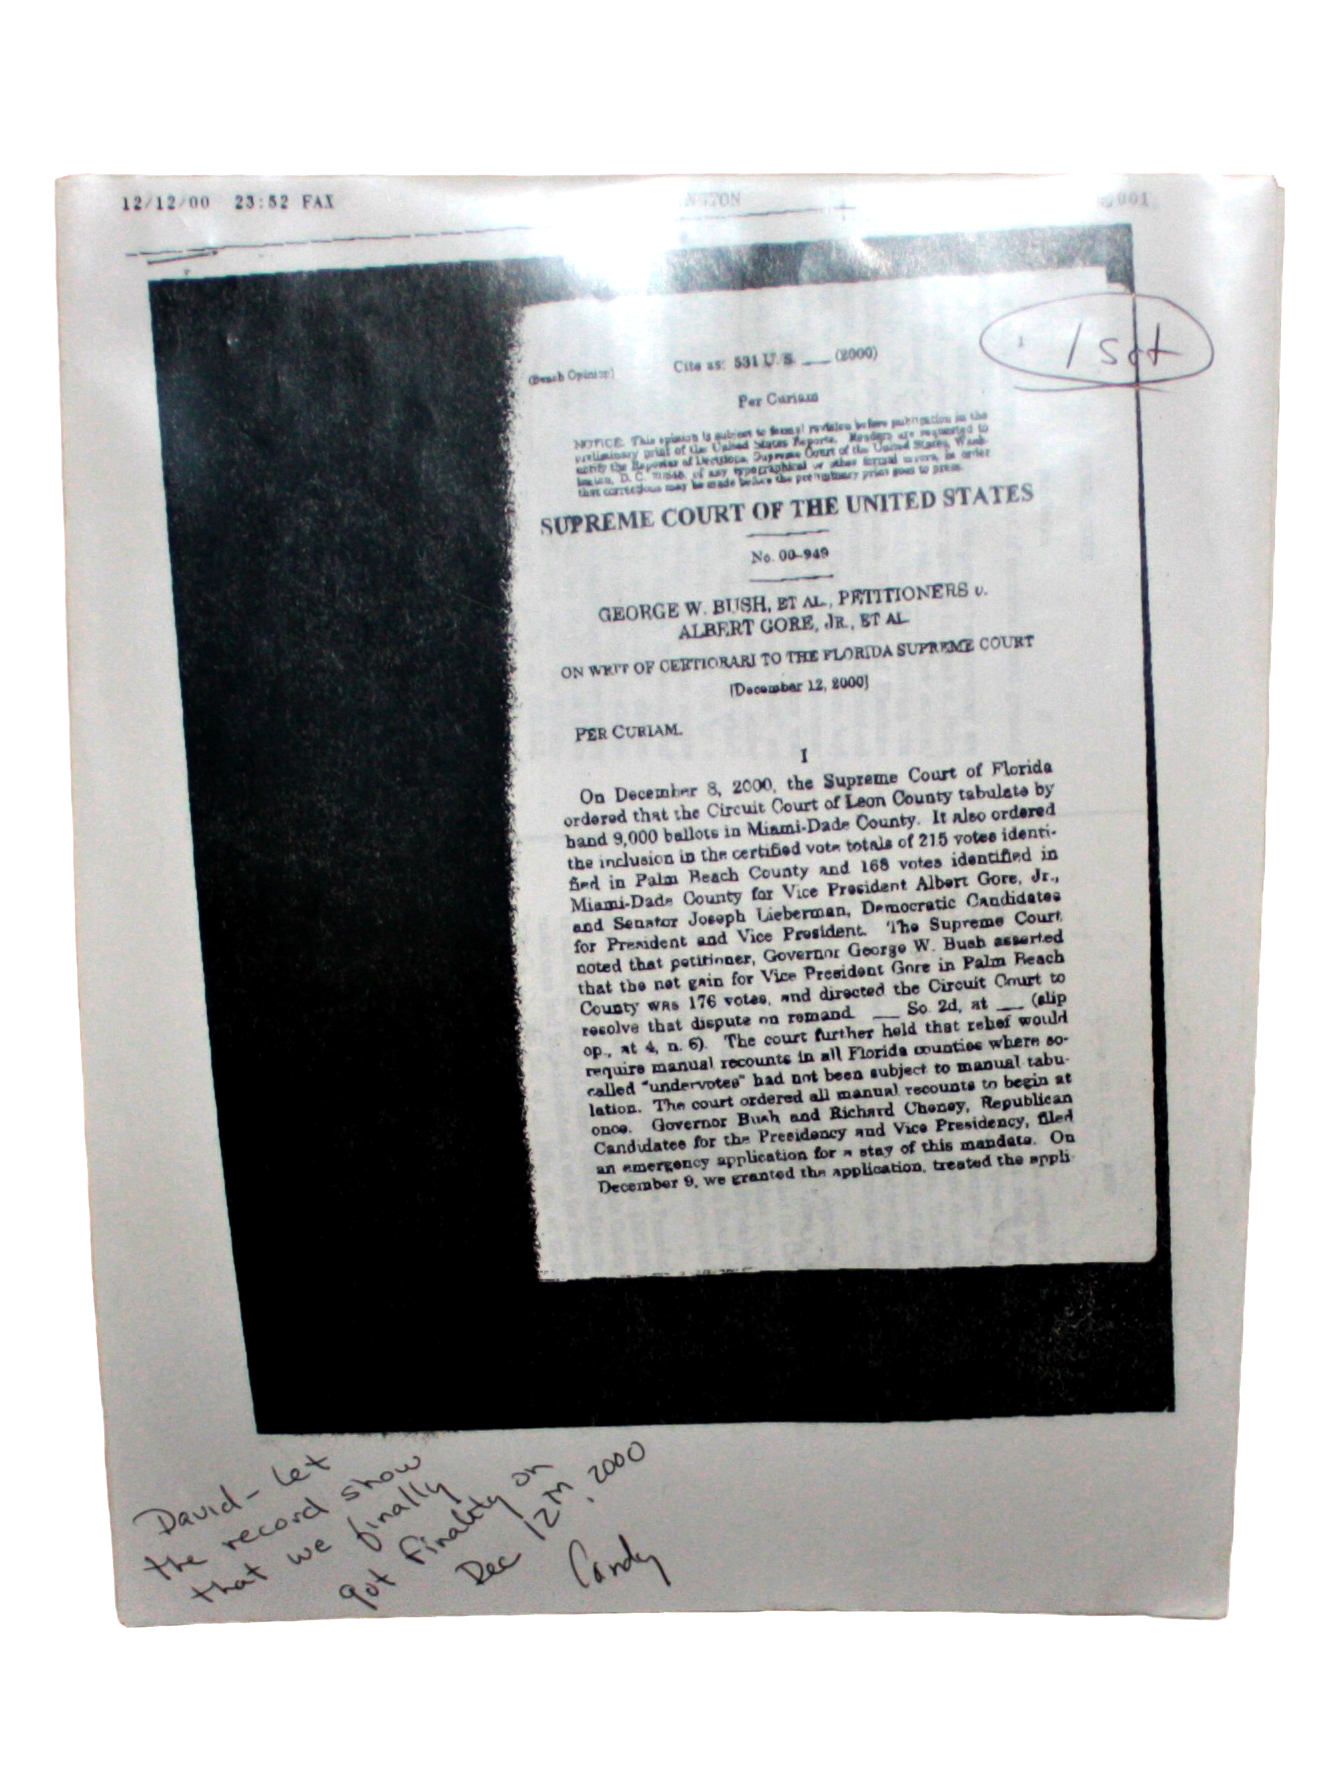 12/12/00 23:52 FAX NGTON 001
1 set
1
(Bench Opinion) Cite as: 531 U. S. ___ (2000)
Per Curiam
NOTICE: This opinion is subject to formal revision before publication in the
preliminary print of the United States Reports. Readers are requested to
notify the Reporter of Decisions, Supreme Court of the United States, Wash-
ington, D. C. 20543, of any typographical or other formal errors, in order
that corrections may be made before the preliminary print goes to press.
SUPREME COURT OF THE UNITED STATES
No. 00–949
GEORGE W. BUSH, ET AL., PETITIONERS v.
ALBERT GORE, JR., ET AL.
ON WRIT OF CERTIORARI TO THE FLORIDA SUPREME COURT
[December 12, 2000]
PER CURIAM.
I
On December 8, 2000, the Supreme Court of Florida
ordered that the Circuit Court of Leon County tabulate by
hand 9,000 ballots in Miami-Dade County. It also ordered
the inclusion in the certified vote totals of 215 votes identi-
fied in Palm Beach County and 168 votes identified in
Miami-Dade County for Vice President Albert Gore, Jr.,
and Senator Joseph Lieberman, Democratic Candidates
for President and Vice President. The Supreme Court
noted that petitioner, Governor George W. Bush asserted
that the net gain for Vice President Gore in Palm Beach
County was 176 votes, and directed the Circuit Court to
resolve that dispute on remand. ___ So. 2d, at ___ (slip
op., at 4, n. 6). The court further held that relief would
require manual recounts in all Florida counties where so-
called "undervotes" had not been subject to manual tabu-
lation. The court ordered all manual recounts to begin at
once. Governor Bush and Richard Cheney, Republican
Candidates for the Presidency and Vice Presidency, filed
an emergency application for a stay of this mandate. On
December 9, we granted the application, treated the appli-
David – Let
the record show
that we finally
got finality on
Dec 12th, 2000
Candy